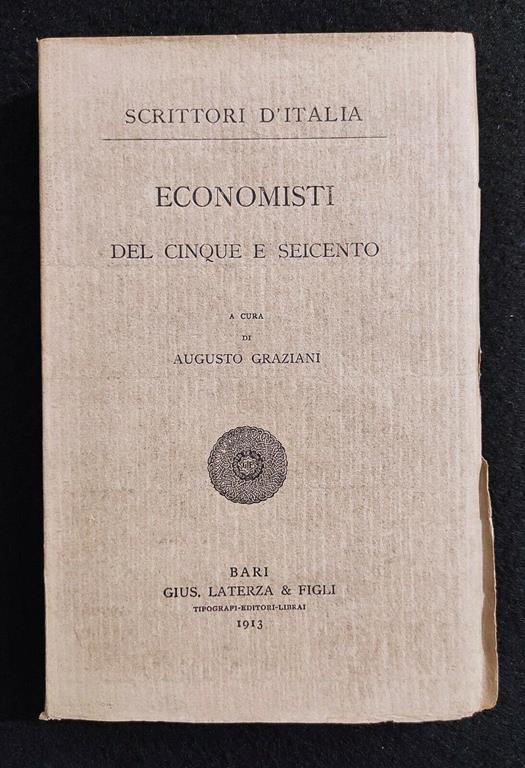 SCRITTORI D'ITALIA
ECONOMISTI
DEL CINQUE E SEICENTO
A CURA
DI
AUGUSTO GRAZIANI
BARI
GIUS. LATERZA & FIGLI
TIPOGRAFI-EDITORI-LIBRAI
1913